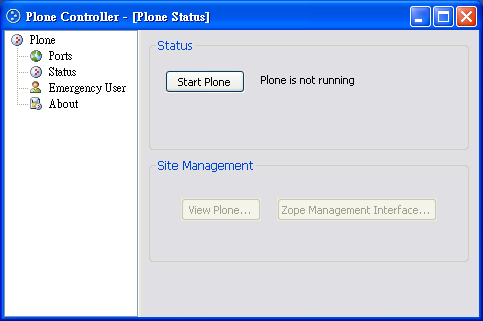 Plone Controller - [Plone Status]
Plone
Ports
Status
Emergency User
About
Status
Start Plone
Plone is not running
Site Management
View Plone...
Zope Management Interface...